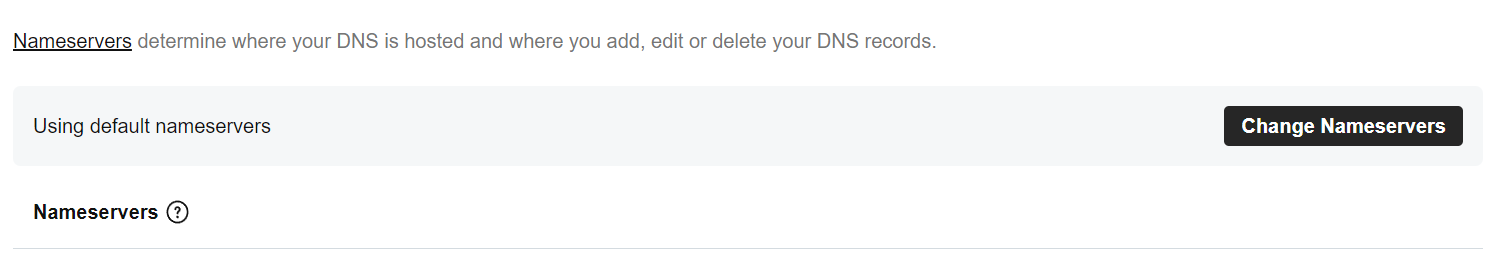 Nameservers determine where your DNS is hosted and where you add, edit or delete your DNS records.
Using default nameservers
Change Nameservers
Nameservers ?